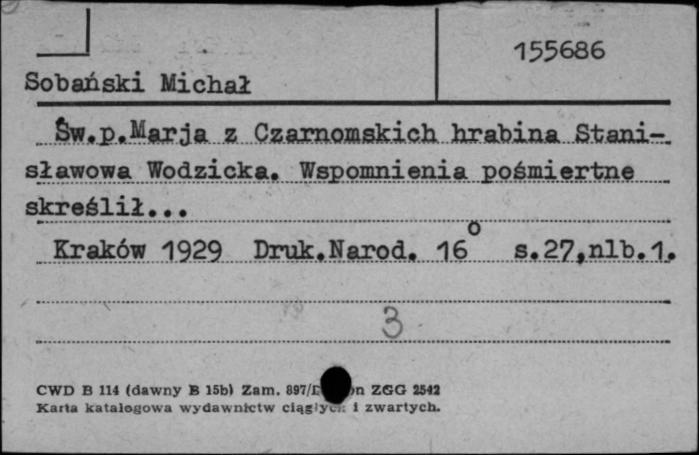 155686
Sobański Michał
Św.p.Marja z Czarnomskich hrabina Stani-
sławowa Wodzicka. Wspomnienia pośmiertne
skreślił...
Kraków 1929 Druk.Narod. 16° s.27,nlb.1.
3
CWD B 114 (dawny B 15b) Zam. 897/ ZGG 2542
Karta katalogowa wydawnictw ciągłych i zwartych.